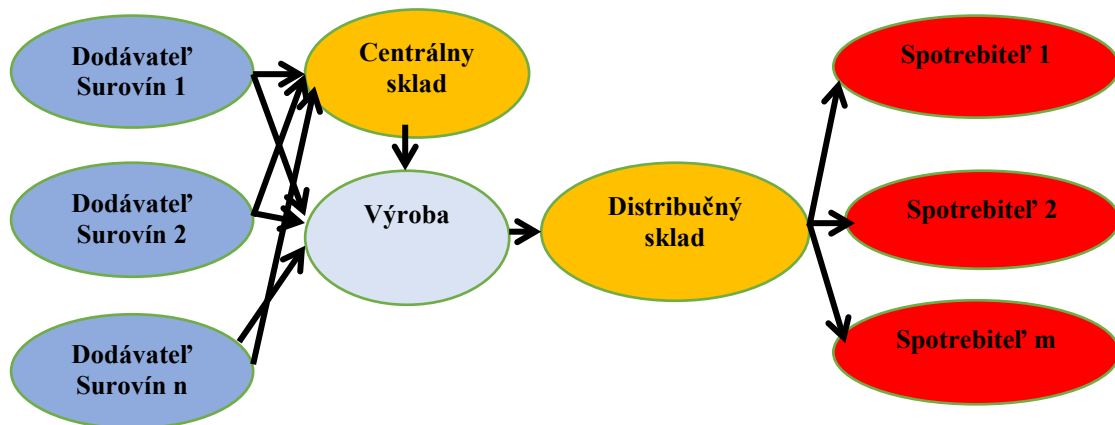 Dodávateľ
Surovín 1
Centrálny
sklad
Spotrebiteľ 1
Dodávateľ
Surovín 2
Výroba
Distribučný
sklad
Spotrebiteľ 2
Dodávateľ
Surovín n
Spotrebiteľ m